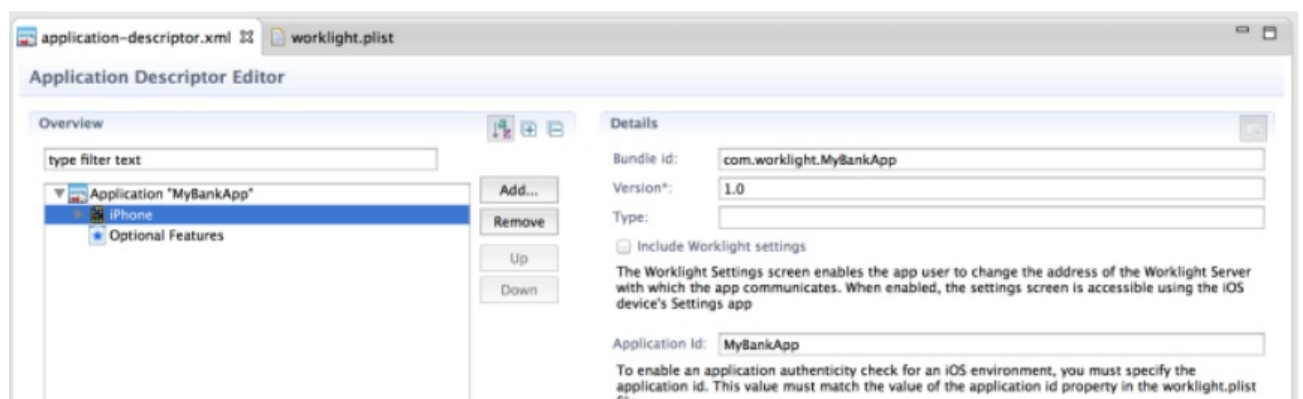 application-descriptor.xml
worklight.plist
Application Descriptor Editor
Overview
type filter text
Application "MyBankApp"
iPhone
Optional Features
Add...
Remove
Up
Down
Details
Bundle id: com.worklight.MyBankApp
Version*: 1.0
Type:
Include Worklight settings
The Worklight Settings screen enables the app user to change the address of the Worklight Server
with which the app communicates. When enabled, the settings screen is accessible using the iOS
device's Settings app
Application Id: MyBankApp
To enable an application authenticity check for an iOS environment, you must specify the
application id. This value must match the value of the application id property in the worklight.plist